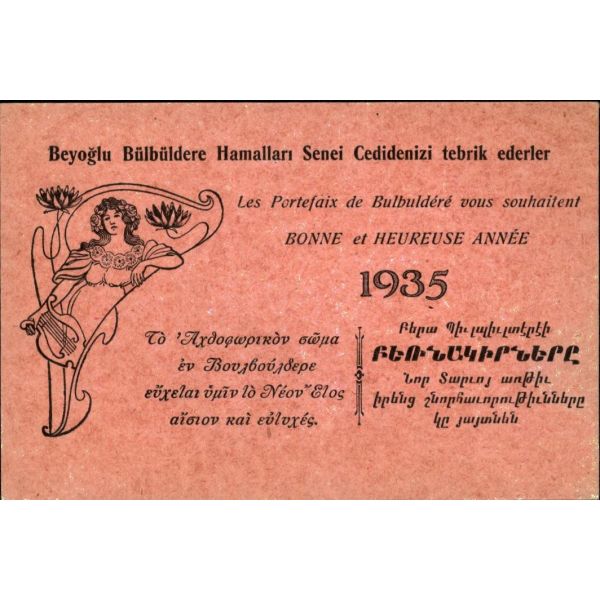 Beyoğlu Bülbüldere Hamalları Senei Cedidenizi tebrik ederler
Les Portefaix de Bulbuldéré vous souhaitent
BONNE et HEUREUSE ANNÉE
1935
Τὸ Ἀχθοφωρικὸν σῶμα
ἐν Βουλβούλδερε
εὔχεται ὑμῖν τὸ Νέον Ἔτος
αἴσιον καὶ εὐτυχές.
Բերա Պիւլպիւլտէրէի
ԲԵՌՆԱԿԻՐՆԵՐԸ
Նոր Տարւոյ առթիւ
իրենց շնորհաւորութիւնները
կը յայտնեն